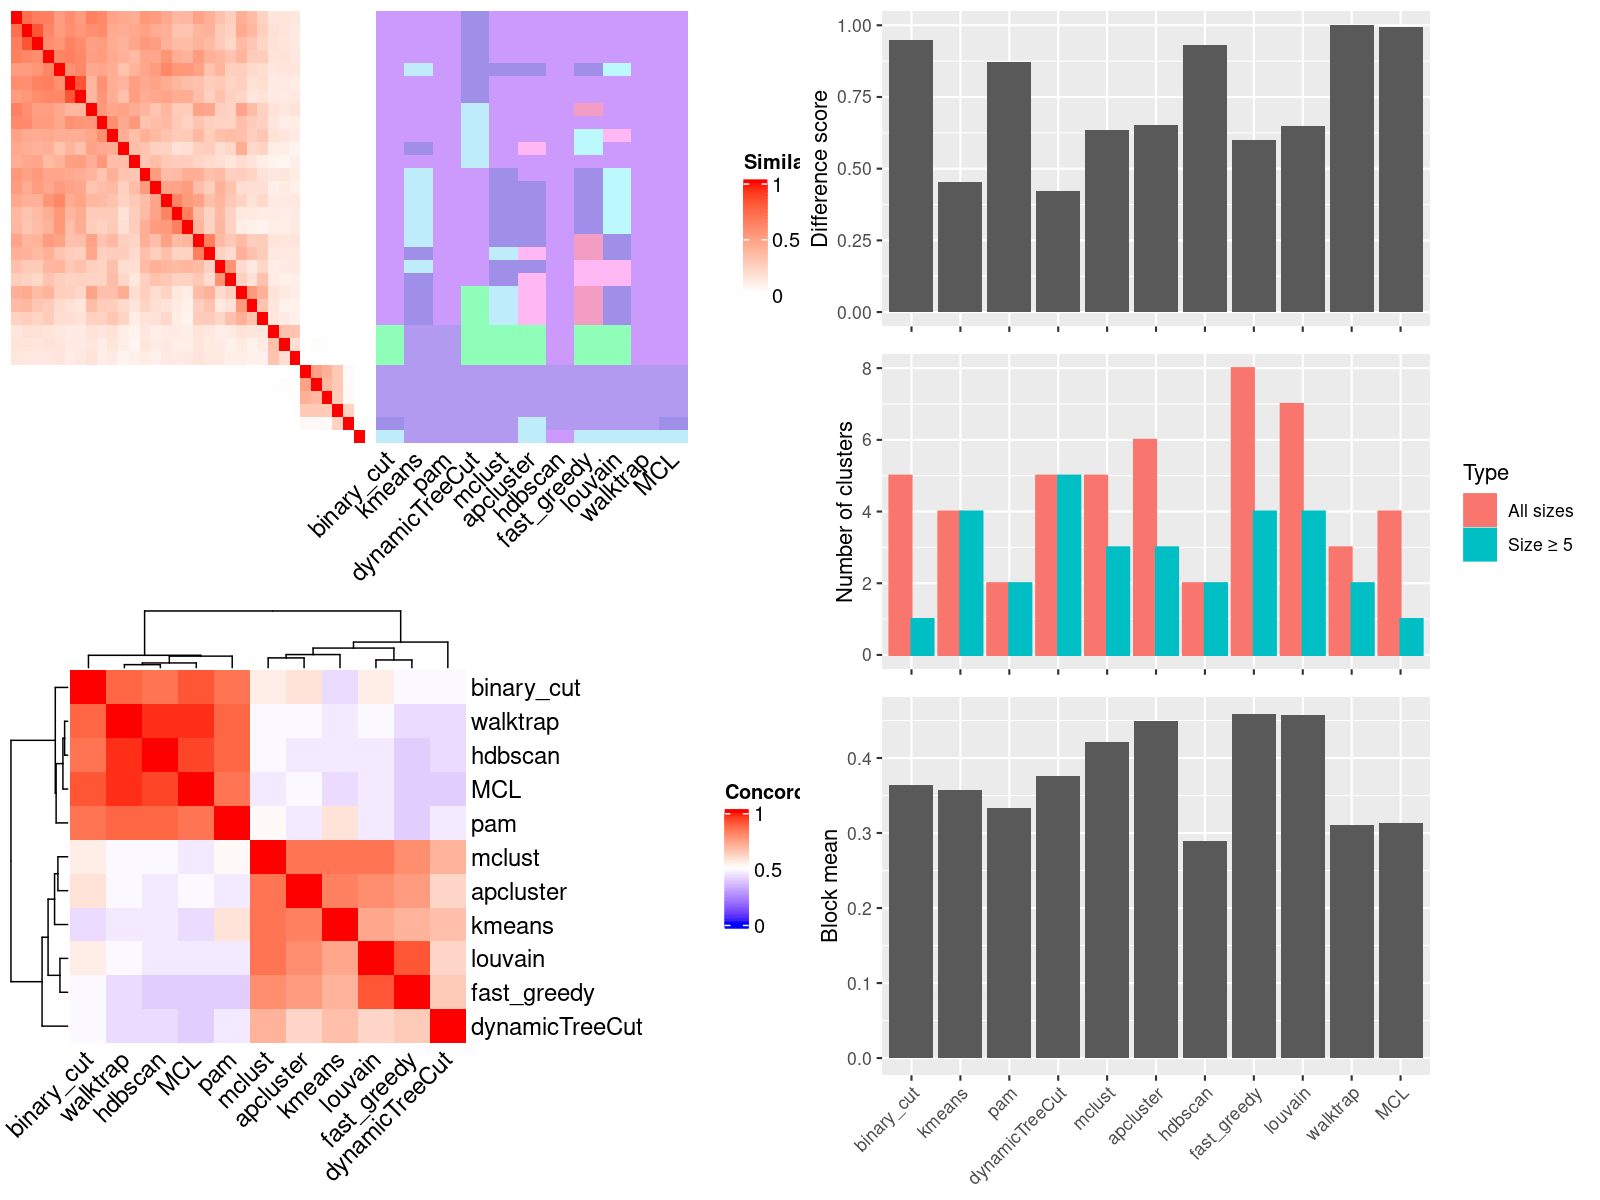 Simila
1
0.5
0
binary_cut
kmeans
pam
dynamicTreeCut
mclust
apcluster
hdbscan
fast_greedy
louvain
walktrap
MCL
binary_cut
walktrap
hdbscan
MCL
pam
mclust
apcluster
kmeans
louvain
fast_greedy
dynamicTreeCut
binary_cut
walktrap
hdbscan
MCL
pam
mclust
apcluster
kmeans
louvain
fast_greedy
dynamicTreeCut
Concord
1
0.5
0
Difference score
1.00
0.75
0.50
0.25
0.00
Number of clusters
8
6
4
2
0
Type
All sizes
Size ≥ 5
Block mean
0.4
0.3
0.2
0.1
0.0
binary_cut
kmeans
pam
dynamicTreeCut
mclust
apcluster
hdbscan
fast_greedy
louvain
walktrap
MCL